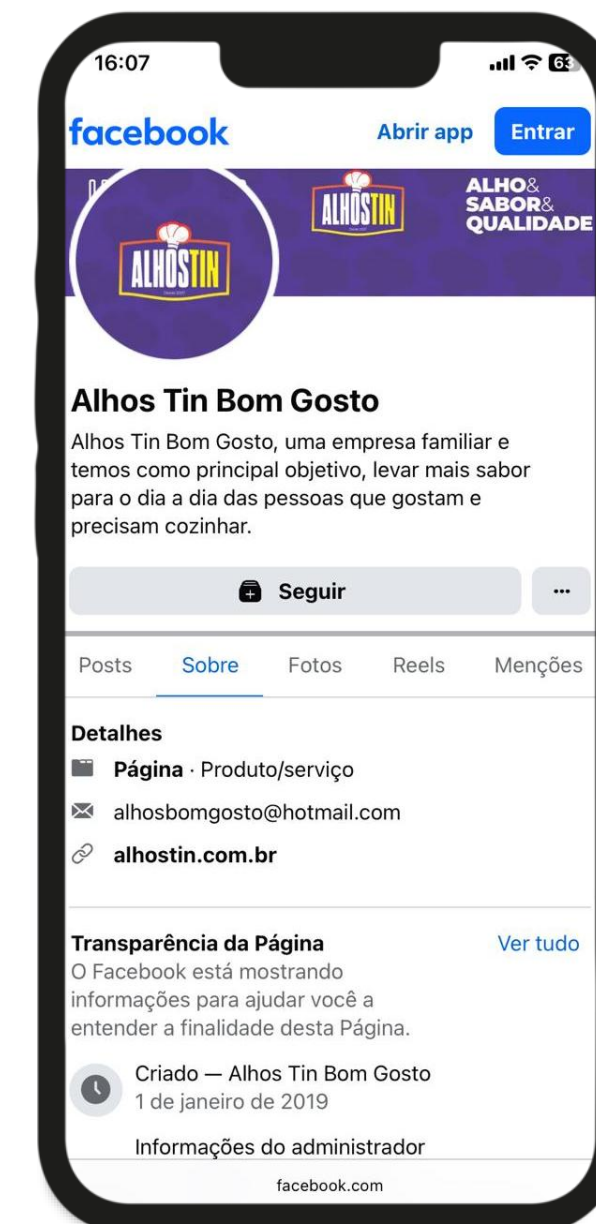 16:07
63
facebook
Abrir app
Entrar
ALHOSTIN
ALHOSTIN
ALHO&
SABOR&
QUALIDADE
Alhos Tin Bom Gosto
Alhos Tin Bom Gosto, uma empresa familiar e
temos como principal objetivo, levar mais sabor
para o dia a dia das pessoas que gostam e
precisam cozinhar.
Seguir
Posts
Sobre
Fotos
Reels
Menções
Detalhes
Página · Produto/serviço
alhosbomgosto@hotmail.com
alhostin.com.br
Transparência da Página
Ver tudo
O Facebook está mostrando
informações para ajudar você a
entender a finalidade desta Página.
Criado — Alhos Tin Bom Gosto
1 de janeiro de 2019
Informações do administrador
facebook.com